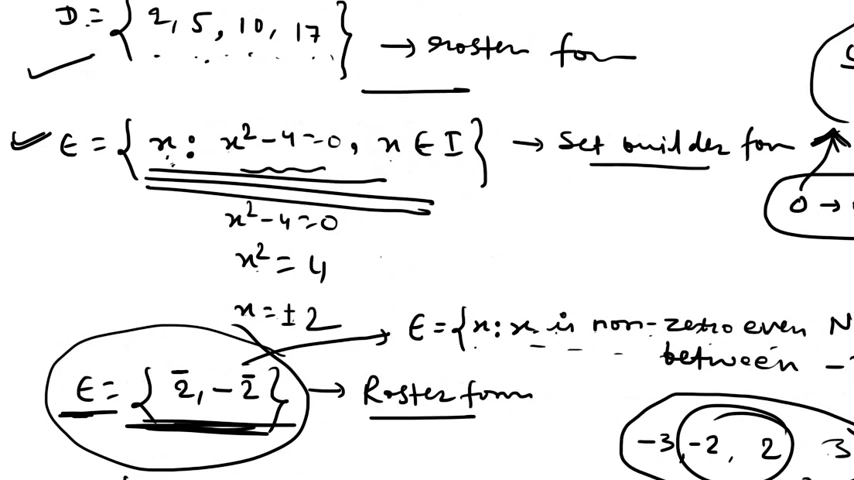 D = { 2, 5, 10, 17 } → roster form
E = { x : x² - 4 = 0, x ∈ I } → Set builder form
0 →
x² - 4 = 0
x² = 4
x = ± 2
E = { x : x is non-zero even N
between -
E = { 2, -2 } → Roster form
-3, -2, 2, 3